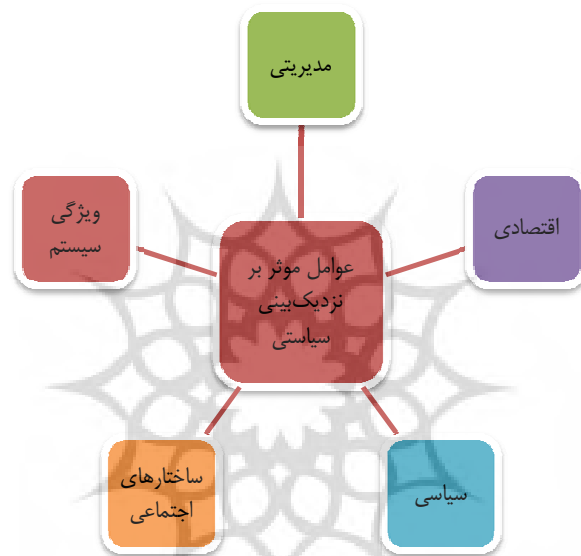 مدیریتی
اقتصادی
ویژگی
سیستم
عوامل موثر بر
نزدیک‌بینی
سیاستی
سیاسی
ساختارهای
اجتماعی